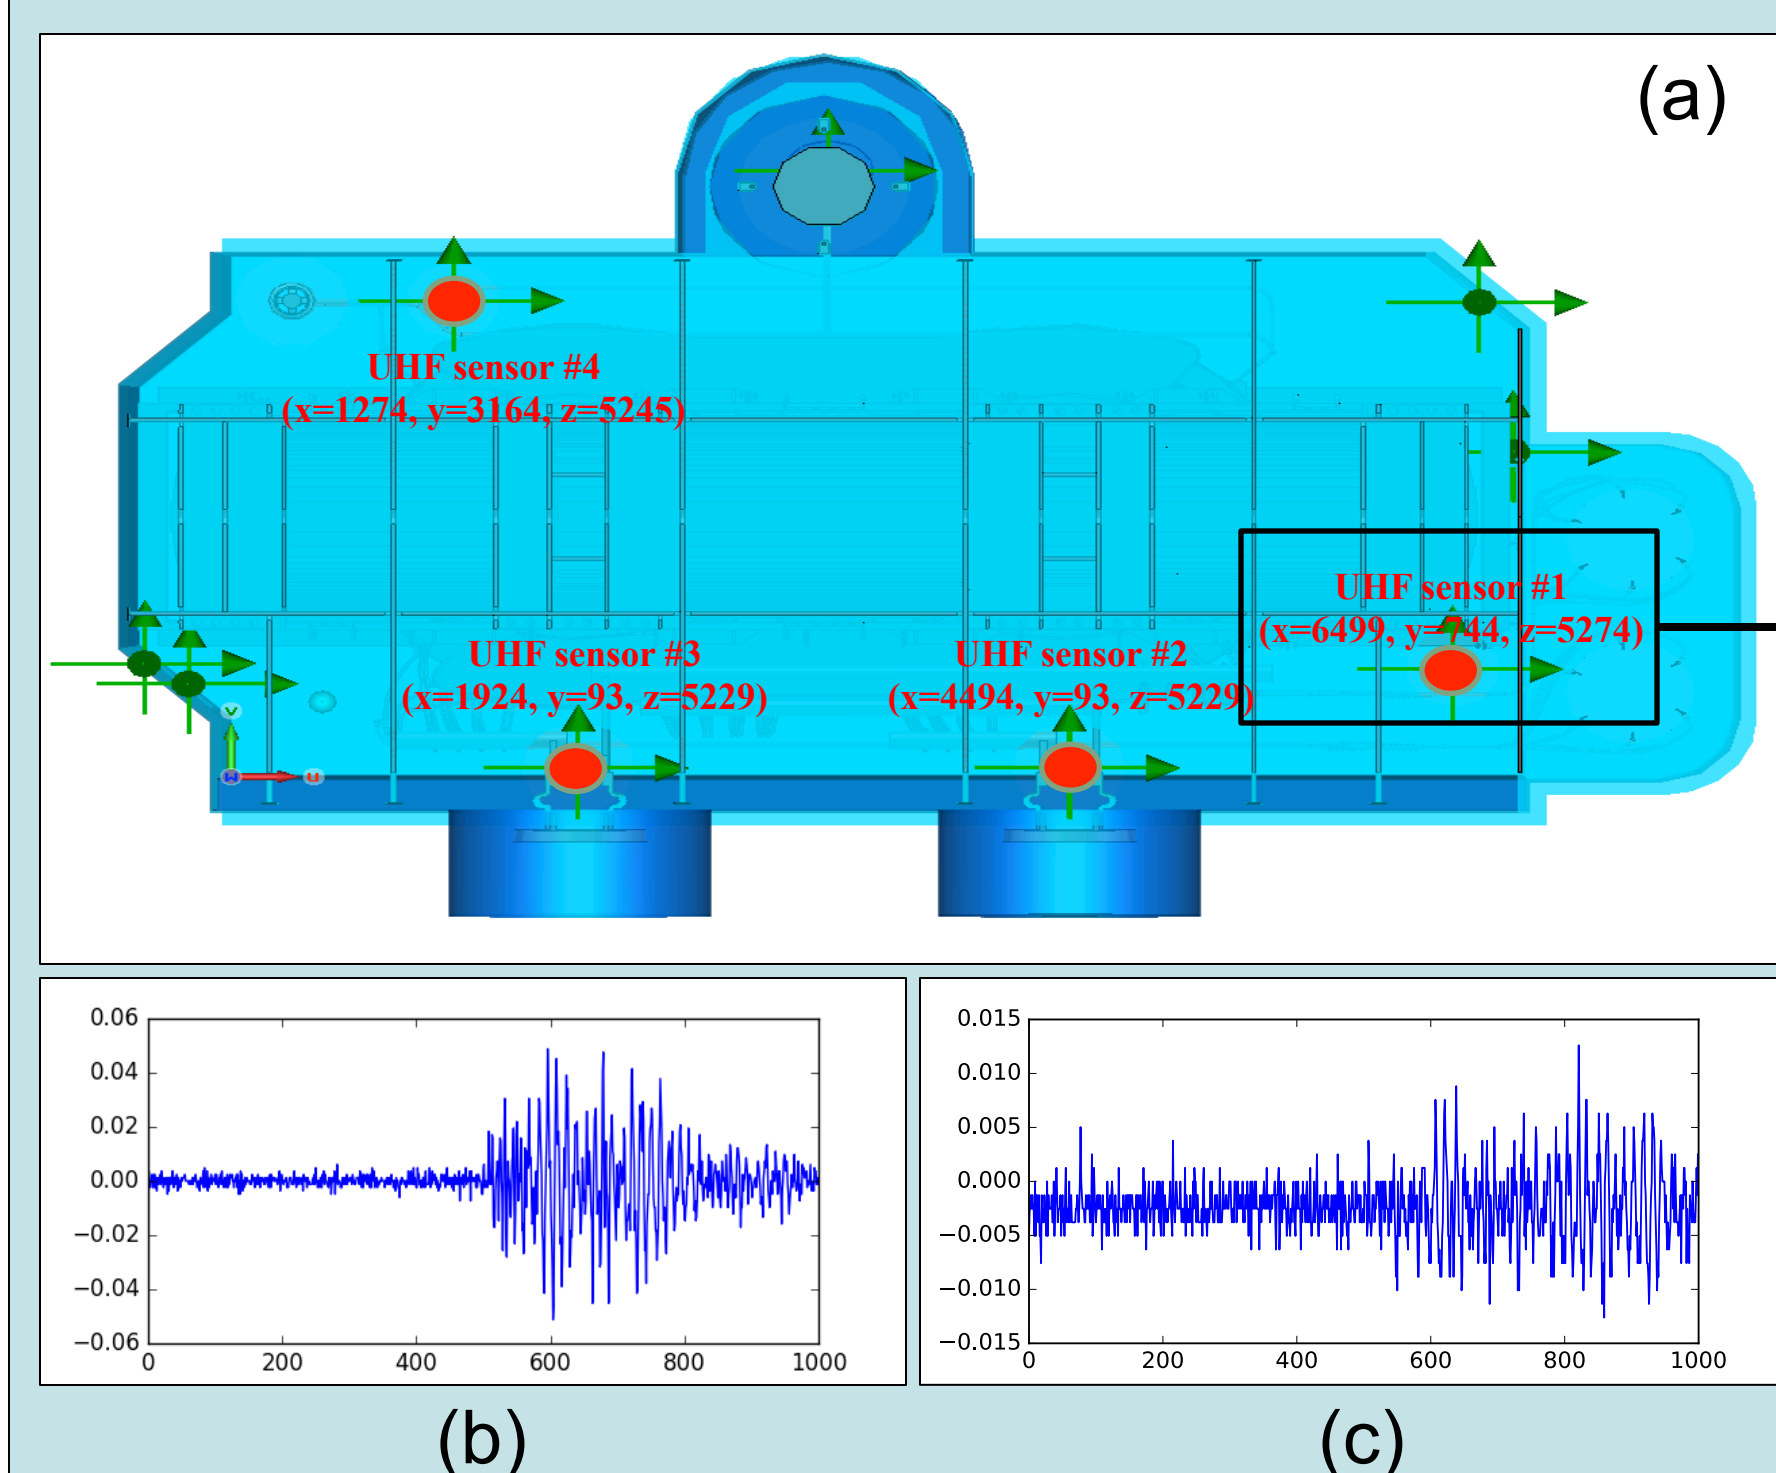 (a)
UHF sensor #4
(x=1274, y=3164, z=5245)
UHF sensor #1
(x=6499, y=744, z=5274)
UHF sensor #3
(x=1924, y=93, z=5229)
UHF sensor #2
(x=4494, y=93, z=5229)
v
w
u
0.06
0.04
0.02
0.00
−0.02
−0.04
−0.06
0 200 400 600 800 1000
0.015
0.010
0.005
0.000
−0.005
−0.010
−0.015
0 200 400 600 800 1000
(b)
(c)